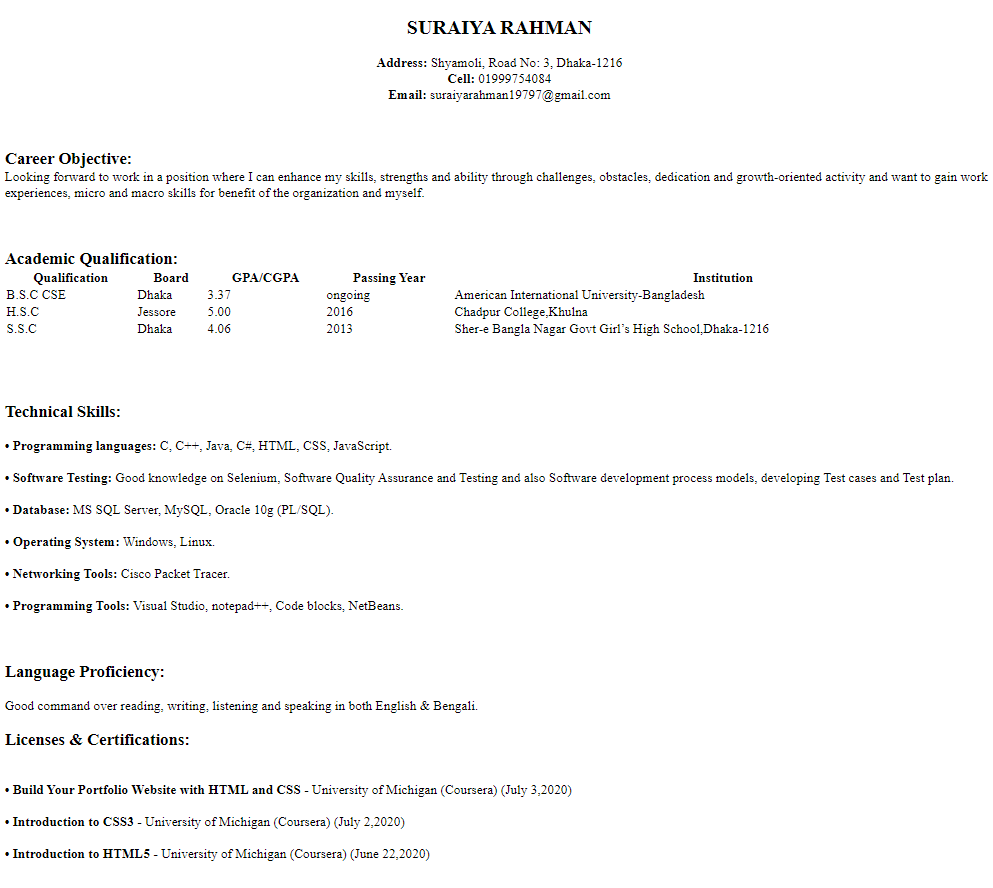 SURAIYA RAHMAN
Address: Shyamoli, Road No: 3, Dhaka-1216
Cell: 01999754084
Email: suraiyarahman19797@gmail.com
Career Objective:
Looking forward to work in a position where I can enhance my skills, strengths and ability through challenges, obstacles, dedication and growth-oriented activity and want to gain work
experiences, micro and macro skills for benefit of the organization and myself.
Academic Qualification:
Qualification Board GPA/CGPA Passing Year Institution
B.S.C CSE Dhaka 3.37 ongoing American International University-Bangladesh
H.S.C Jessore 5.00 2016 Chadpur College,Khulna
S.S.C Dhaka 4.06 2013 Sher-e Bangla Nagar Govt Girl’s High School,Dhaka-1216
Technical Skills:
• Programming languages: C, C++, Java, C#, HTML, CSS, JavaScript.
• Software Testing: Good knowledge on Selenium, Software Quality Assurance and Testing and also Software development process models, developing Test cases and Test plan.
• Database: MS SQL Server, MySQL, Oracle 10g (PL/SQL).
• Operating System: Windows, Linux.
• Networking Tools: Cisco Packet Tracer.
• Programming Tools: Visual Studio, notepad++, Code blocks, NetBeans.
Language Proficiency:
Good command over reading, writing, listening and speaking in both English & Bengali.
Licenses & Certifications:
• Build Your Portfolio Website with HTML and CSS - University of Michigan (Coursera) (July 3,2020)
• Introduction to CSS3 - University of Michigan (Coursera) (July 2,2020)
• Introduction to HTML5 - University of Michigan (Coursera) (June 22,2020)